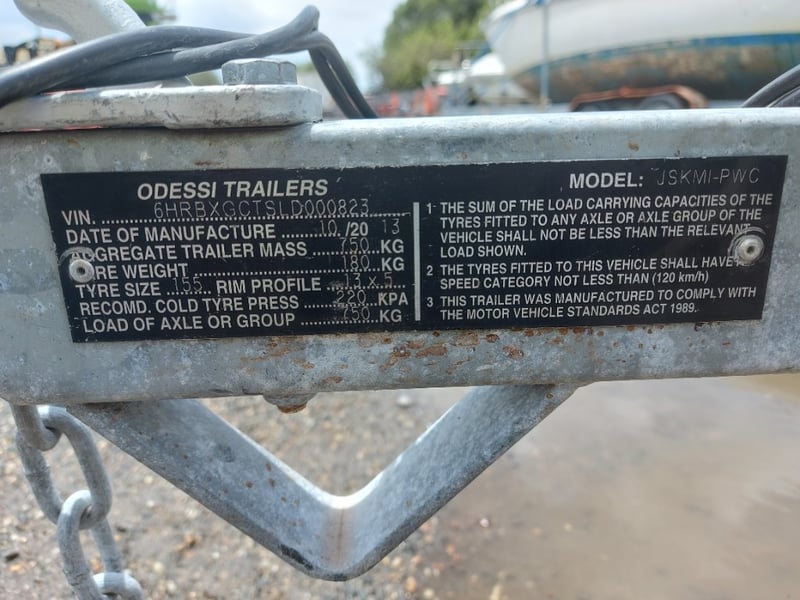 ODESSI TRAILERS
VIN. 6HRBXGCTSLD000823
DATE OF MANUFACTURE 10 /20 13
AGGREGATE TRAILER MASS 750 KG
ARE WEIGHT 180 KG
TYRE SIZE 155 RIM PROFILE 13 x 5
RECOMD. COLD TYRE PRESS 220 KPA
LOAD OF AXLE OR GROUP 750 KG
MODEL: JSKMI-PWC
1 THE SUM OF THE LOAD CARRYING CAPACITIES OF THE
TYRES FITTED TO ANY AXLE OR AXLE GROUP OF THE
VEHICLE SHALL NOT BE LESS THAN THE RELEVANT
LOAD SHOWN.
2 THE TYRES FITTED TO THIS VEHICLE SHALL HAVE
SPEED CATEGORY NOT LESS THAN (120 km/h)
3 THIS TRAILER WAS MANUFACTURED TO COMPLY WITH
THE MOTOR VEHICLE STANDARDS ACT 1989.